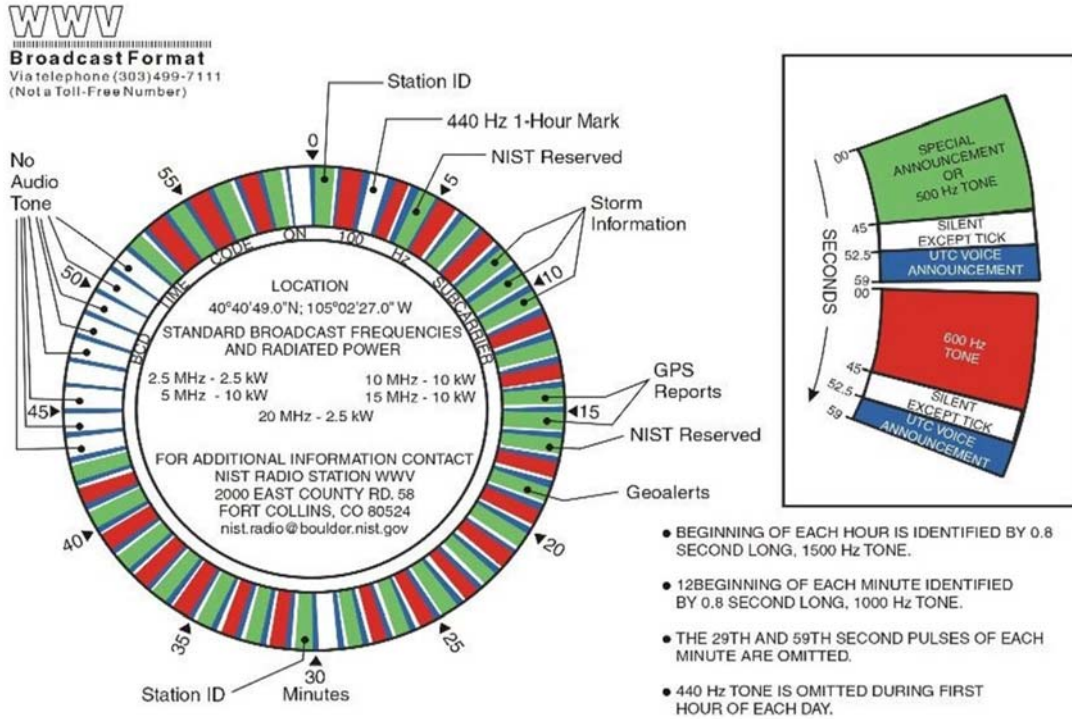 WWV
Broadcast Format
Via telephone (303)499-7111
(Not a Toll-Free Number)
Station ID
440 Hz 1-Hour Mark
NIST Reserved
Storm
Information
GPS
Reports
NIST Reserved
Geoalerts
No
Audio
Tone
0
5
10
15
20
25
30
Minutes
35
40
45
50
55
Station ID
BCD TIME CODE ON 100 Hz SUBCARRIER
LOCATION
40°40'49.0"N; 105°02'27.0" W
STANDARD BROADCAST FREQUENCIES
AND RADIATED POWER
2.5 MHz - 2.5 kW 10 MHz - 10 kW
5 MHz - 10 kW 15 MHz - 10 kW
20 MHz - 2.5 kW
FOR ADDITIONAL INFORMATION CONTACT
NIST RADIO STATION WWV
2000 EAST COUNTY RD. 58
FORT COLLINS, CO 80524
nist.radio@bouldor.nist.gov
SECONDS
00
SPECIAL
ANNOUNCEMENT
OR
500 Hz TONE
45
SILENT
EXCEPT TICK
52.5
UTC VOICE
ANNOUNCEMENT
59
00
600 Hz
TONE
45
SILENT
EXCEPT TICK
52.5
UTC VOICE
ANNOUNCEMENT
59
• BEGINNING OF EACH HOUR IS IDENTIFIED BY 0.8
SECOND LONG, 1500 Hz TONE.
• 12BEGINNING OF EACH MINUTE IDENTIFIED
BY 0.8 SECOND LONG, 1000 Hz TONE.
• THE 29TH AND 59TH SECOND PULSES OF EACH
MINUTE ARE OMITTED.
• 440 Hz TONE IS OMITTED DURING FIRST
HOUR OF EACH DAY.